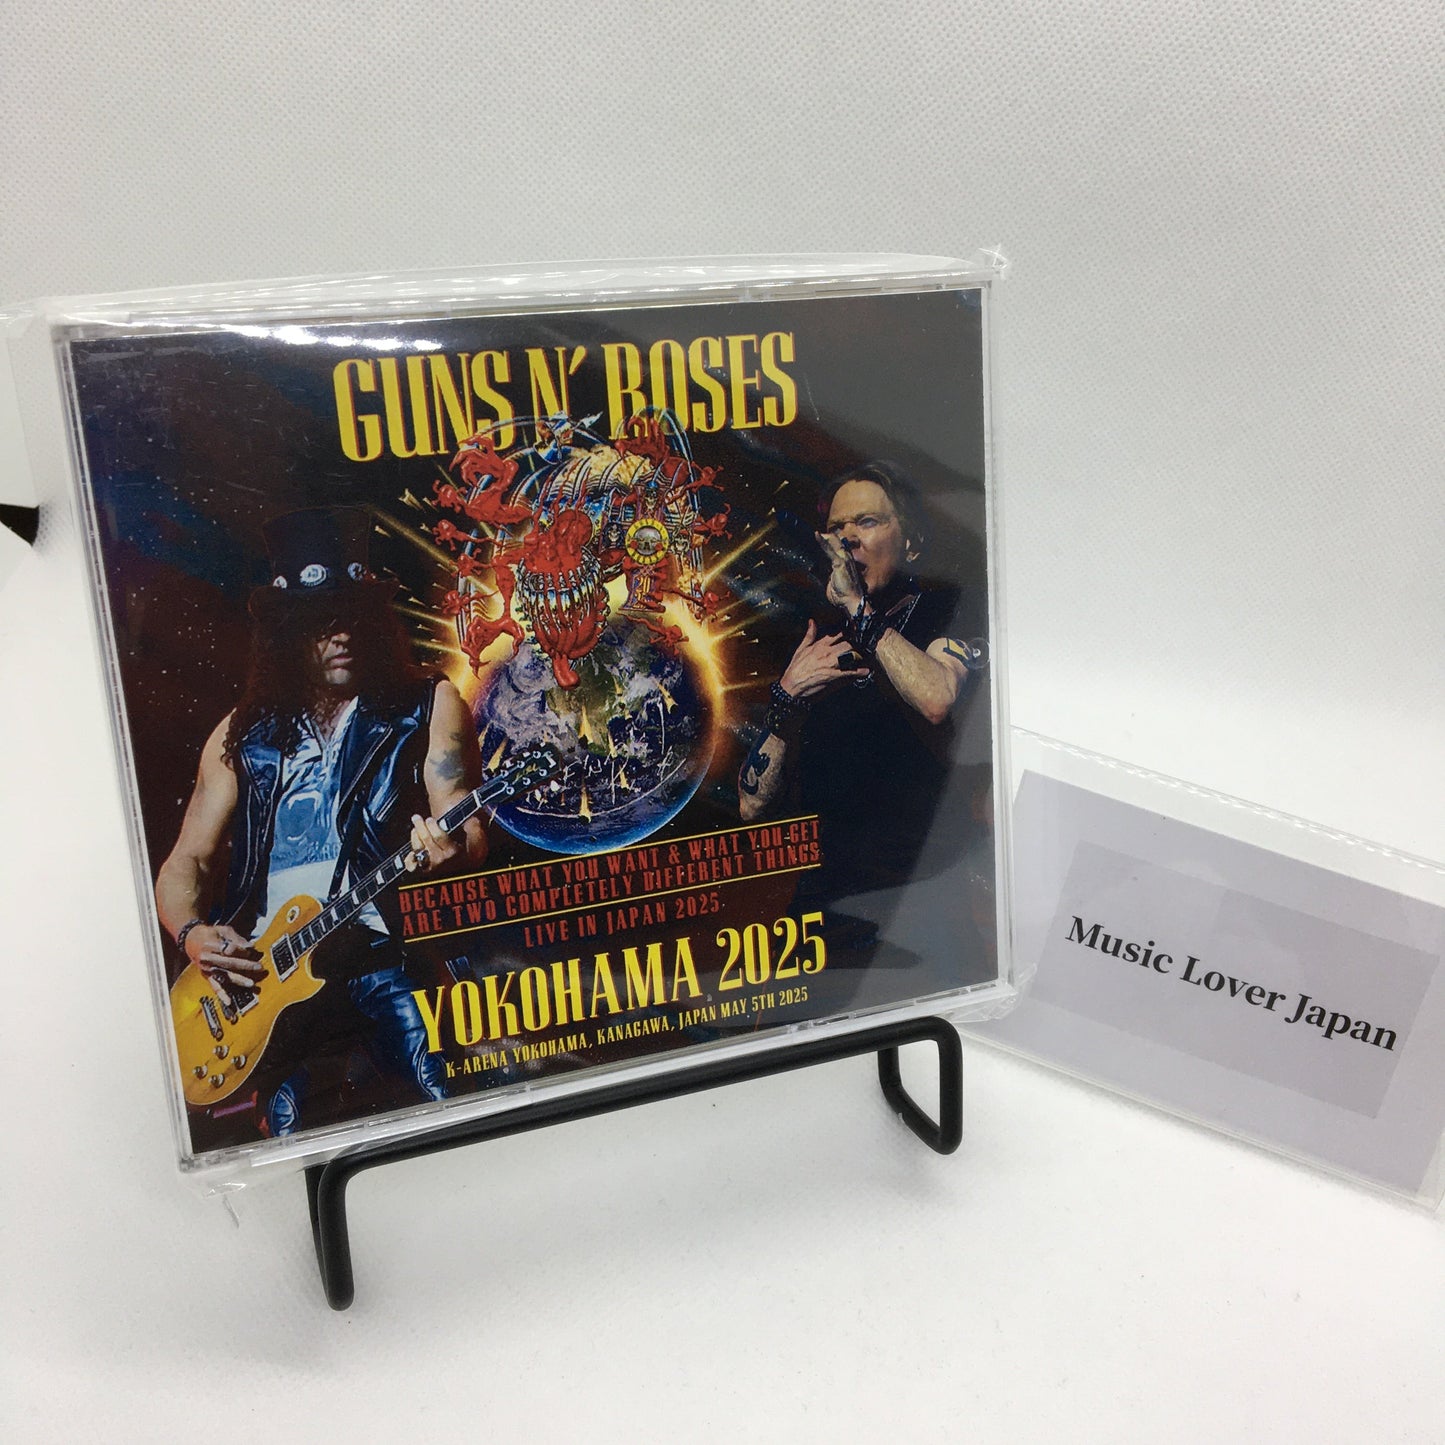 GUNS N' ROSES
BECAUSE WHAT YOU WANT & WHAT YOU GET
ARE TWO COMPLETELY DIFFERENT THINGS
LIVE IN JAPAN 2025
YOKOHAMA 2025
K-ARENA YOKOHAMA, KANAGAWA, JAPAN MAY 5TH 2025
Music Lover Japan